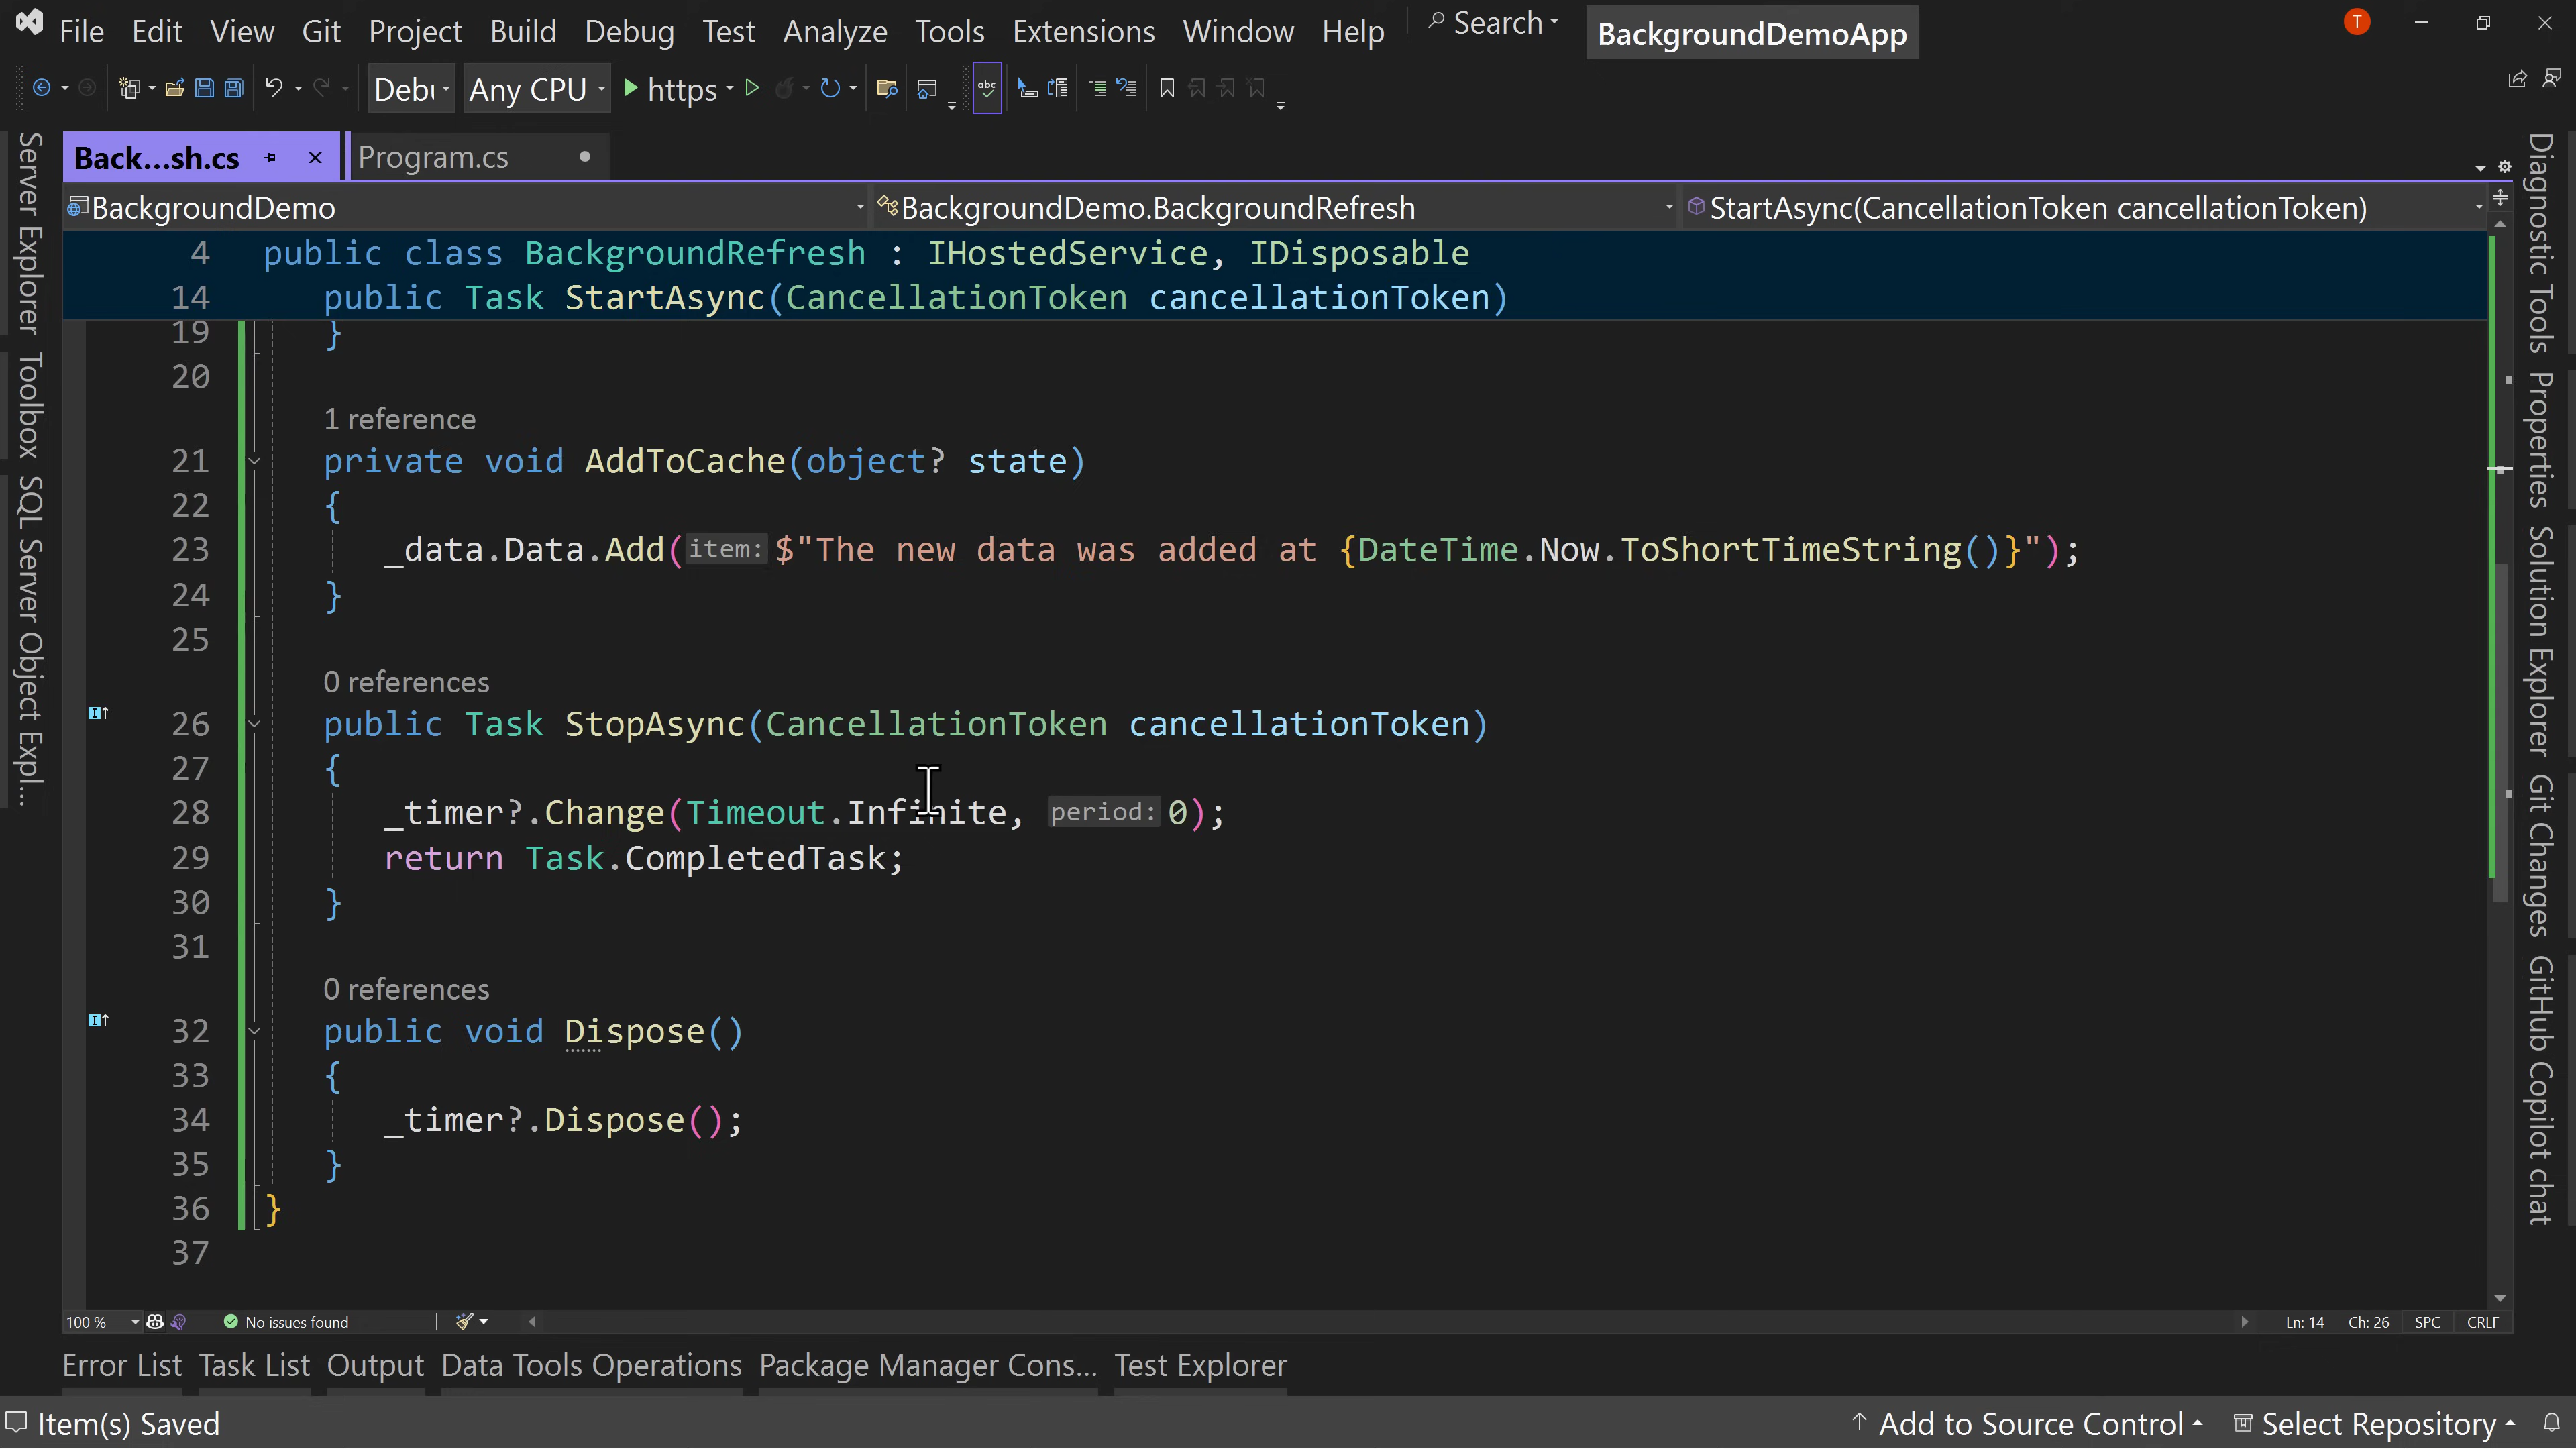 File Edit View Git Project Build Debug Test Analyze Tools Extensions Window Help Search BackgroundDemoApp T
Any CPU https abc
Back...sh.cs Program.cs
BackgroundDemo BackgroundDemo.BackgroundRefresh StartAsync(CancellationToken cancellationToken)
4 public class BackgroundRefresh : IHostedService, IDisposable
14 public Task StartAsync(CancellationToken cancellationToken)
19 }
20
1 reference
21 private void AddToCache(object? state)
22 {
23 _data.Data.Add(item: $"The new data was added at {DateTime.Now.ToShortTimeString()}");
24 }
25
0 references
26 public Task StopAsync(CancellationToken cancellationToken)
27 {
28 _timer?.Change(Timeout.Infinite, period: 0);
29 return Task.CompletedTask;
30 }
31
0 references
32 public void Dispose()
33 {
34 _timer?.Dispose();
35 }
36 }
37
100 % No issues found Ln: 14 Ch: 26 SPC CRLF
Error List Task List Output Data Tools Operations Package Manager Cons... Test Explorer
Item(s) Saved Add to Source Control Select Repository
Server Explorer
Toolbox
SQL Server Object Expl...
Diagnostic Tools
Properties
Solution Explorer
Git Changes
GitHub Copilot chat